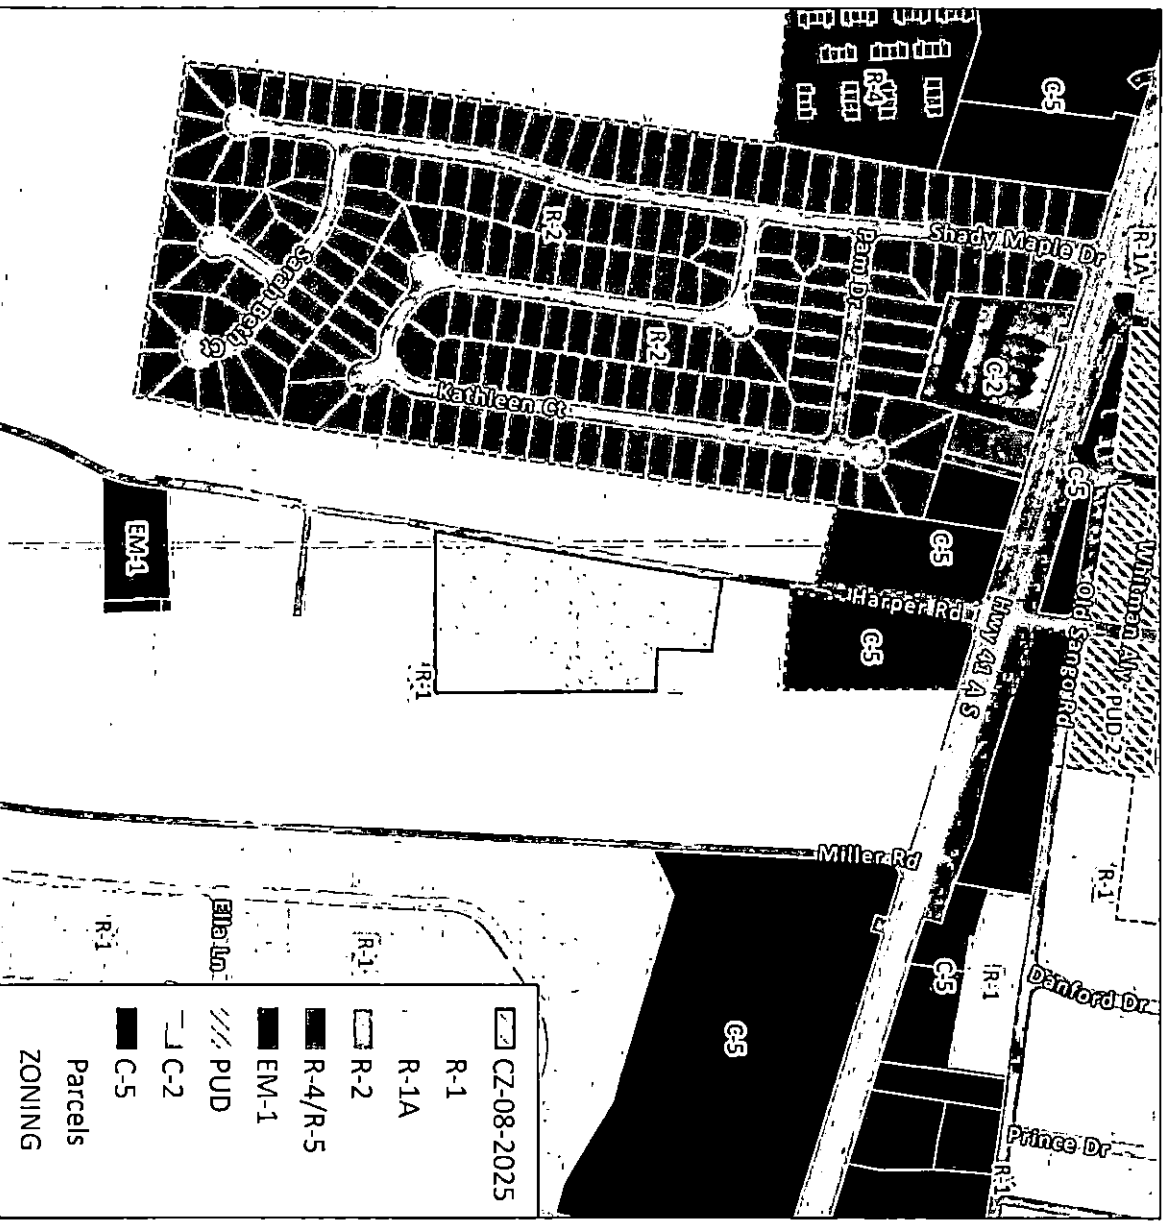 C-5
R-4
Shady Maple Dr
R-1A
Pam Dr
R-2
Sarah Beth Ct
R-2
C-2
Kathleen Ct
C-5
Whitman Aly
PUD-2
Old Sango Rd
C-5
Harper Rd
Hwy 41 A S
EM-1
C-5
R-1
Miller Rd
R-1
Danford Dr
R-1
C-5
C-5
Ella Ln
R-1
R-1
Prince Dr
R-1
CZ-08-2025
R-1
R-1A
R-2
R-4/R-5
EM-1
PUD
C-2
C-5
Parcels
ZONING